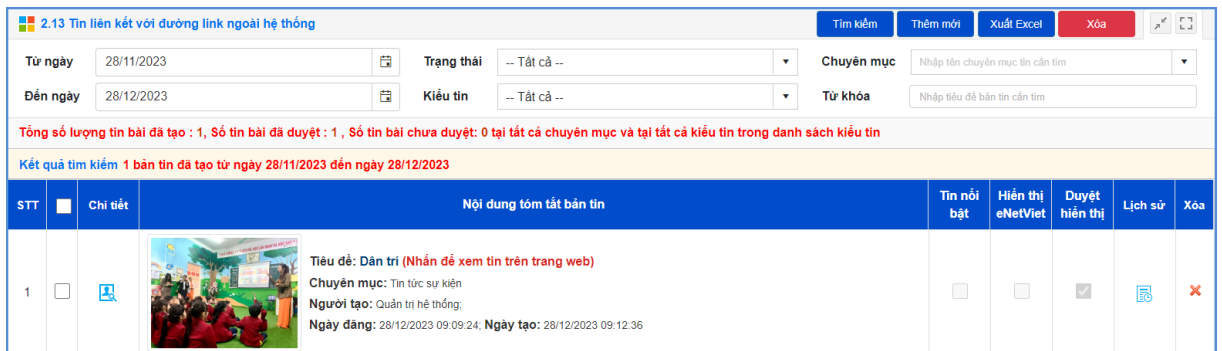 2.13 Tin liên kết với đường link ngoài hệ thống
Tìm kiếm Thêm mới Xuất Excel Xóa
Từ ngày 28/11/2023 Trạng thái -- Tất cả -- Chuyên mục Nhập tên chuyên mục tin cần tìm
Đến ngày 28/12/2023 Kiểu tin -- Tất cả -- Từ khóa Nhập tiêu đề bản tin cần tìm
Tổng số lượng tin bài đã tạo : 1, Số tin bài đã duyệt : 1 , Số tin bài chưa duyệt: 0 tại tất cả chuyên mục và tại tất cả kiểu tin trong danh sách kiểu tin
Kết quả tìm kiếm 1 bản tin đã tạo từ ngày 28/11/2023 đến ngày 28/12/2023
STT Chi tiết Nội dung tóm tắt bản tin Tin nổi bật Hiển thị eNetViet Duyệt hiển thị Lịch sử Xóa
1
Tiêu đề: Dân trí (Nhấn để xem tin trên trang web)
Chuyên mục: Tin tức sự kiện
Người tạo: Quản trị hệ thống;
Ngày đăng: 28/12/2023 09:09:24; Ngày tạo: 28/12/2023 09:12:36